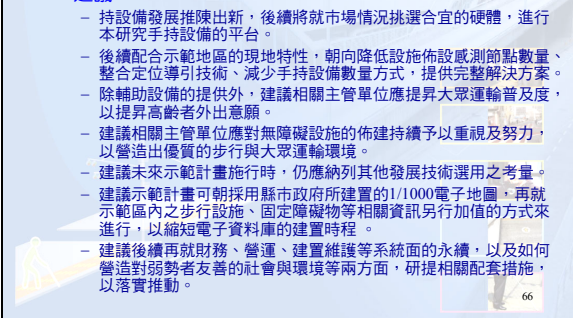 – 持設備發展推陳出新，後續將就市場情況挑選合宜的硬體，進行
本研究手持設備的平台。
– 後續配合示範地區的現地特性，朝向降低設施佈設感測節點數量、
整合定位導引技術、減少手持設備數量方式，提供完整解決方案。
– 除輔助設備的提供外，建議相關主管單位應提昇大眾運輸普及度，
以提昇高齡者外出意願。
– 建議相關主管單位應對無障礙設施的佈建持續予以重視及努力，
以營造出優質的步行與大眾運輸環境。
– 建議未來示範計畫施行時，仍應納列其他發展技術選用之考量。
– 建議示範計畫可朝採用縣市政府所建置的1/1000電子地圖，再就
示範區內之步行設施、固定障礙物等相關資訊另行加值的方式來
進行，以縮短電子資料庫的建置時程 。
– 建議後續再就財務、營運、建置維護等系統面的永續，以及如何
營造對弱勢者友善的社會與環境等兩方面，研提相關配套措施，
以落實推動。
66